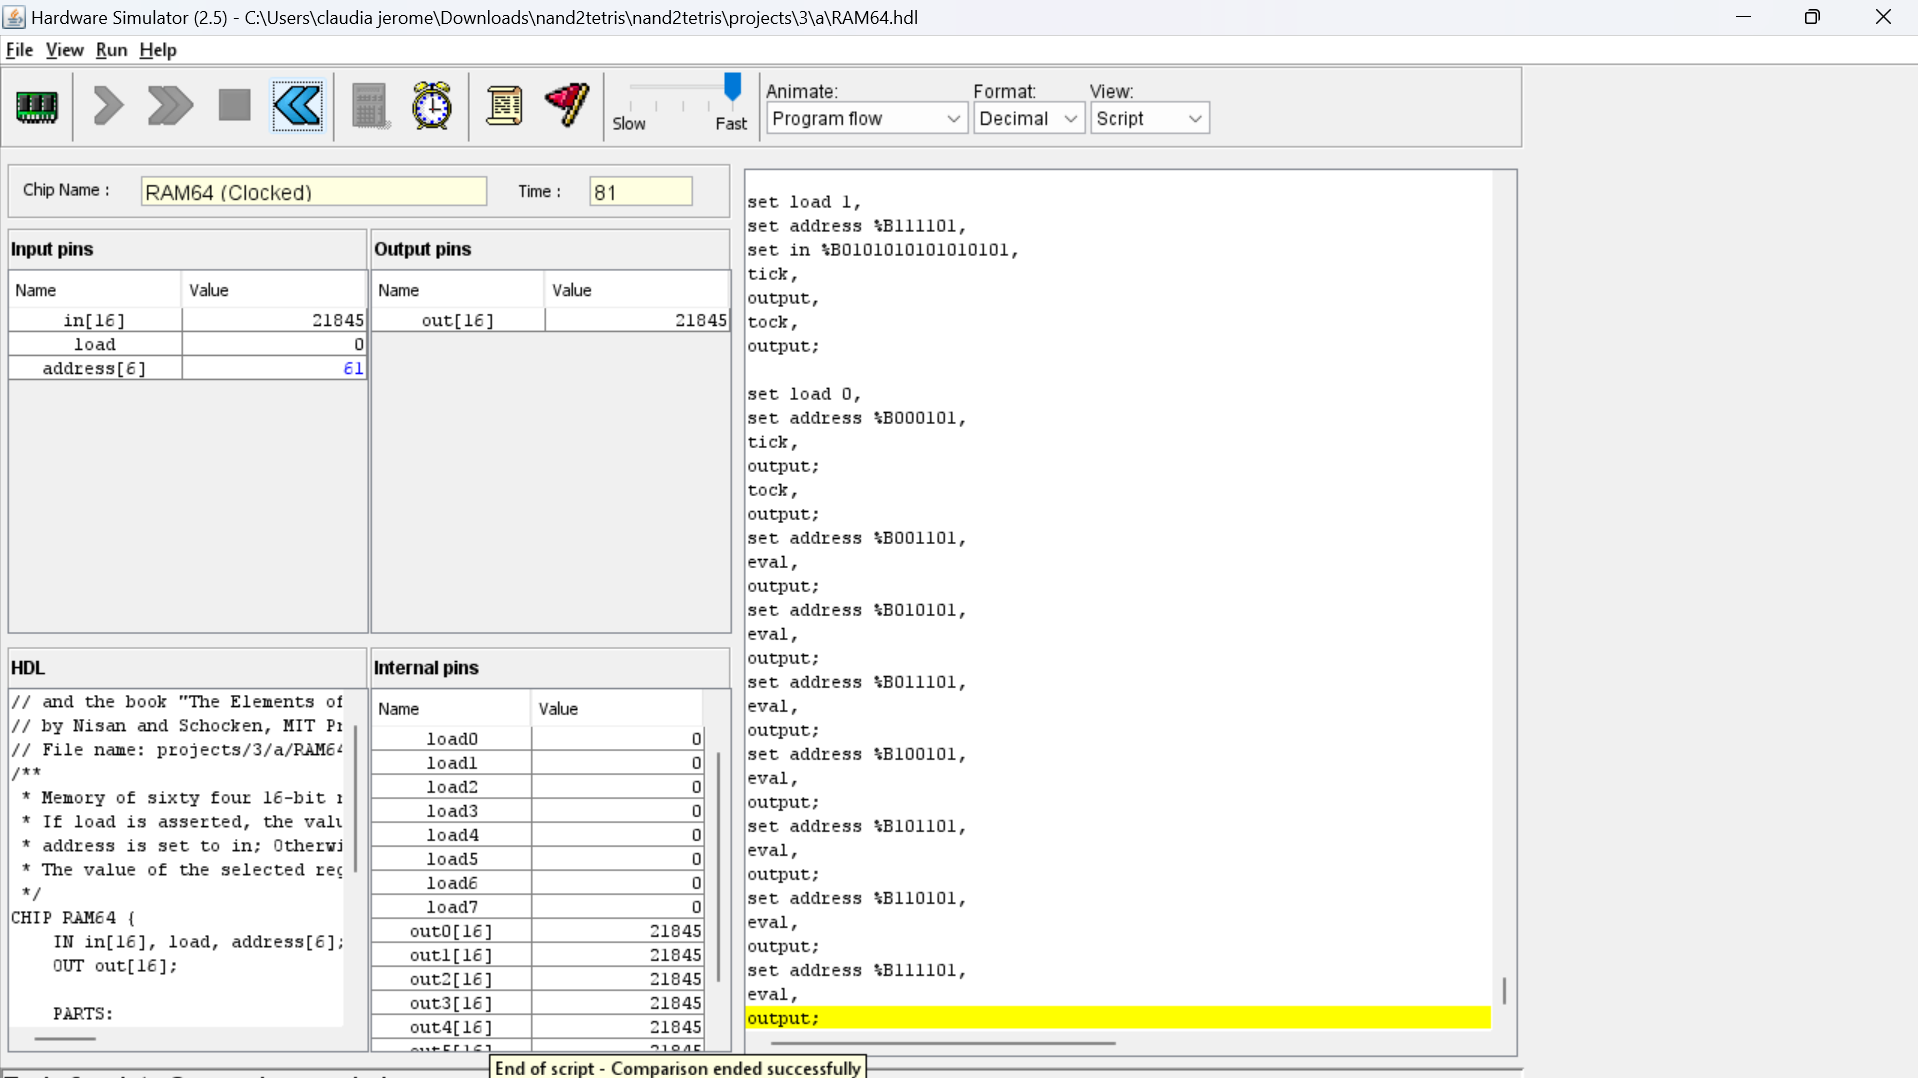 Hardware Simulator (2.5) - C:\Users\claudia jerome\Downloads\nand2tetris\nand2tetris\projects\3\a\RAM64.hdl
File View Run Help
Slow
Fast
Animate:
Program flow
Format:
Decimal
View:
Script
Chip Name :
RAM64 (Clocked)
Time :
81
Input pins
Name Value
in[16] 21845
load 0
address[6] 61
Output pins
Name Value
out[16] 21845
HDL
// and the book "The Elements of
// by Nisan and Schocken, MIT Pr
// File name: projects/3/a/RAM64
/**
* Memory of sixty four 16-bit r
* If load is asserted, the valu
* address is set to in; Otherwi
* The value of the selected reg
*/
CHIP RAM64 {
IN in[16], load, address[6];
OUT out[16];
PARTS:
Internal pins
Name Value
load0 0
load1 0
load2 0
load3 0
load4 0
load5 0
load6 0
load7 0
out0[16] 21845
out1[16] 21845
out2[16] 21845
out3[16] 21845
out4[16] 21845
out5[16] 21845
set load 1,
set address %B111101,
set in %B0101010101010101,
tick,
output,
tock,
output;
set load 0,
set address %B000101,
tick,
output;
tock,
output;
set address %B001101,
eval,
output;
set address %B010101,
eval,
output;
set address %B011101,
eval,
output;
set address %B100101,
eval,
output;
set address %B101101,
eval,
output;
set address %B110101,
eval,
output;
set address %B111101,
eval,
output;
End of script - Comparison ended successfully